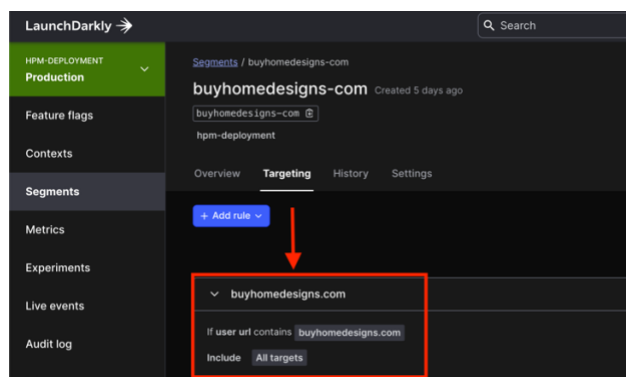 LaunchDarkly
Search
HPM-DEPLOYMENT
Production
Feature flags
Contexts
Segments
Metrics
Experiments
Live events
Audit log
Segments / buyhomedesigns-com
buyhomedesigns-com Created 5 days ago
buyhomedesigns-com
hpm-deployment
Overview Targeting History Settings
+ Add rule
buyhomedesigns.com
If user url contains buyhomedesigns.com
Include All targets